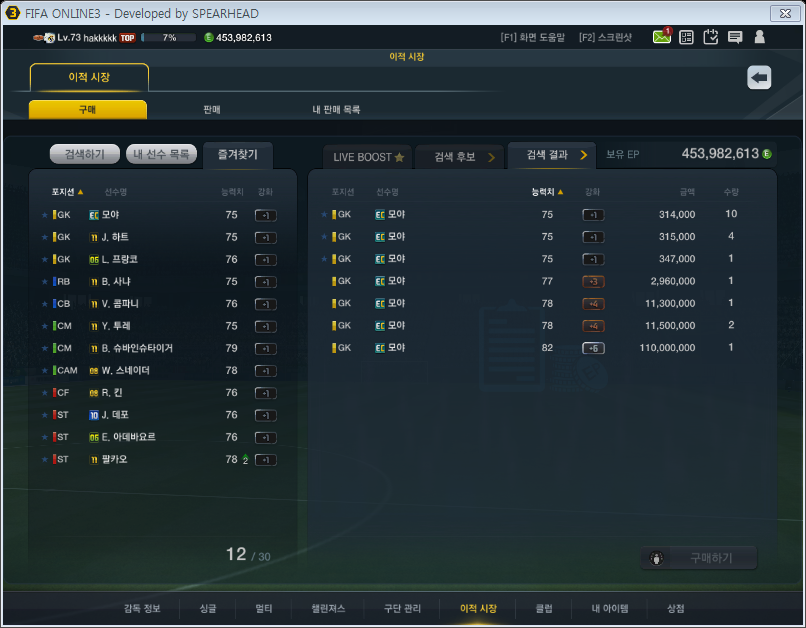 FIFA ONLINE3 - Developed by SPEARHEAD
Lv.73 hakkkkk TOP 7% 453,982,613 [F1] 화면 도움말 [F2] 스크린샷 1
이적 시장
이적 시장
구매 판매 내 판매 목록
검색하기 내 선수 목록 즐겨찾기
LIVE BOOST 검색 후보 검색 결과 보유 EP 453,982,613
포지션 선수명 능력치 강화
GK EC 모야 75 +1
GK 11 J. 하트 75 +1
GK 06 L. 프랑코 76 +1
RB 11 B. 사냐 75 +1
CB 11 V. 콤파니 76 +1
CM 11 Y. 투레 75 +1
CM 11 B. 슈바인슈타이거 79 +1
CAM 08 W. 스네이더 78 +1
CF 08 R. 킨 76 +1
ST 10 J. 데포 76 +1
ST 06 E. 아데바요르 76 +1
ST 11 팔카오 78 2 +1
12 / 30
포지션 선수명 능력치 강화 금액 수량
GK EC 모야 75 +1 314,000 10
GK EC 모야 75 +1 315,000 4
GK EC 모야 75 +1 347,000 1
GK EC 모야 77 +3 2,960,000 1
GK EC 모야 78 +4 11,300,000 1
GK EC 모야 78 +4 11,500,000 2
GK EC 모야 82 +6 110,000,000 1
구매하기
감독 정보 싱글 멀티 챌린져스 구단 관리 이적 시장 클럽 내 아이템 상점